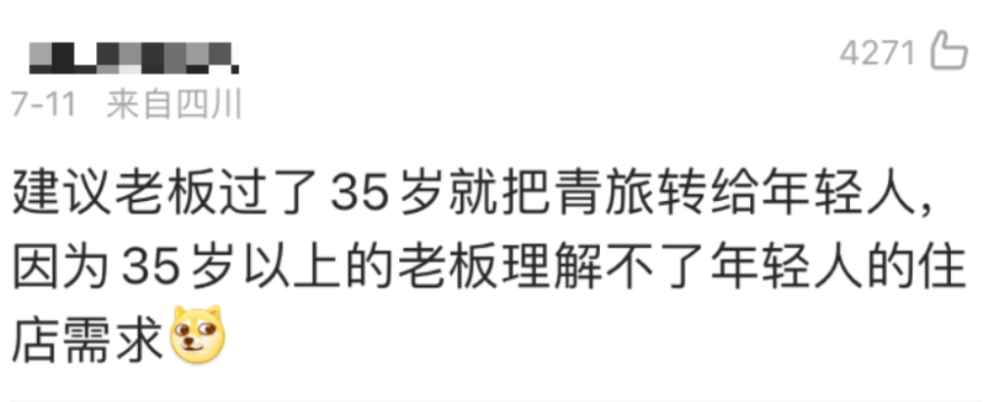 4271
7-11 来自四川
建议老板过了35岁就把青旅转给年轻人,
因为35岁以上的老板理解不了年轻人的住
店需求